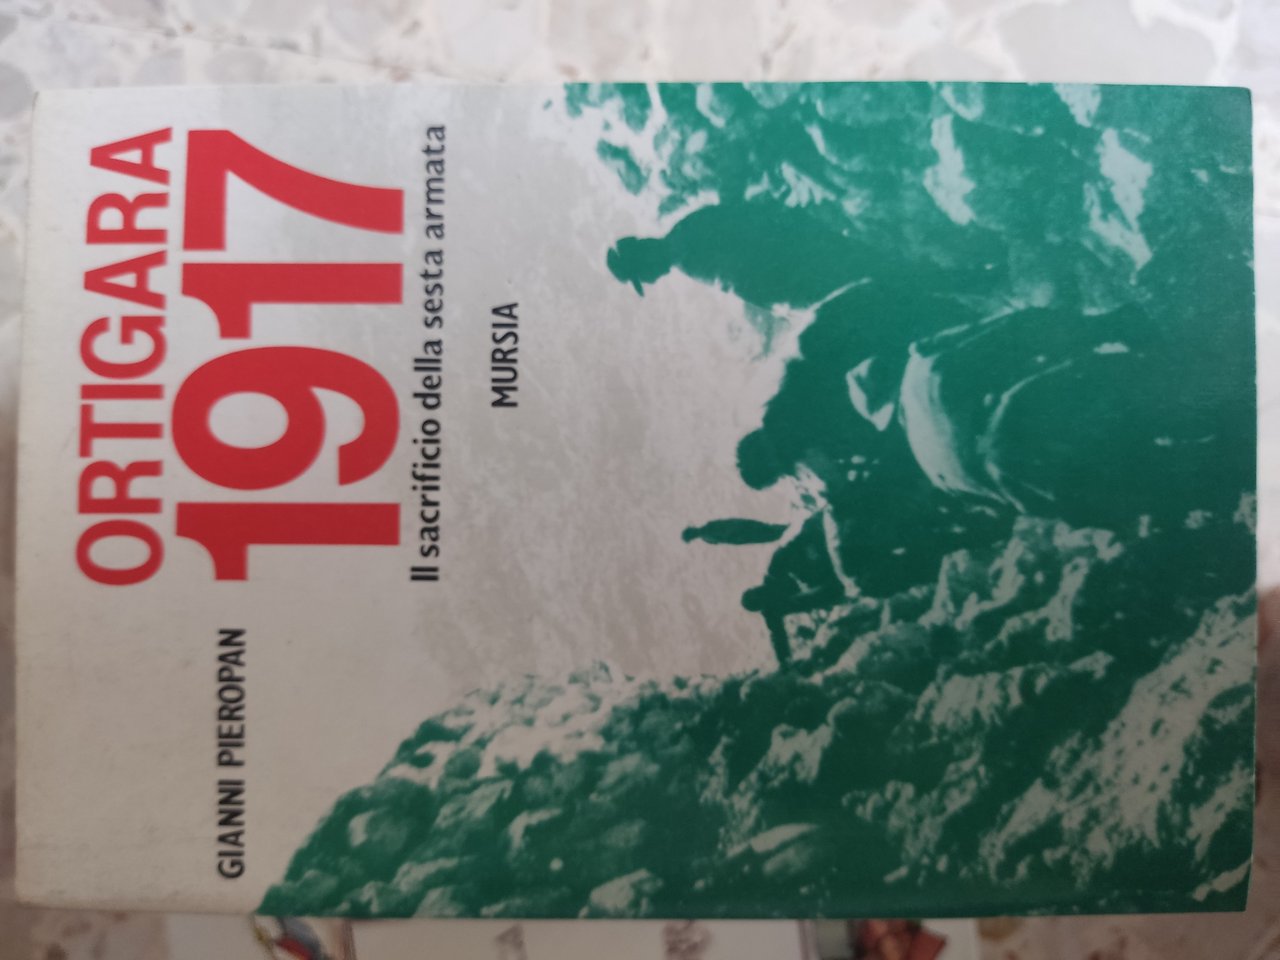 GIANNI PIEROPAN
ORTIGARA
1917
Il sacrificio della sesta armata
MURSIA